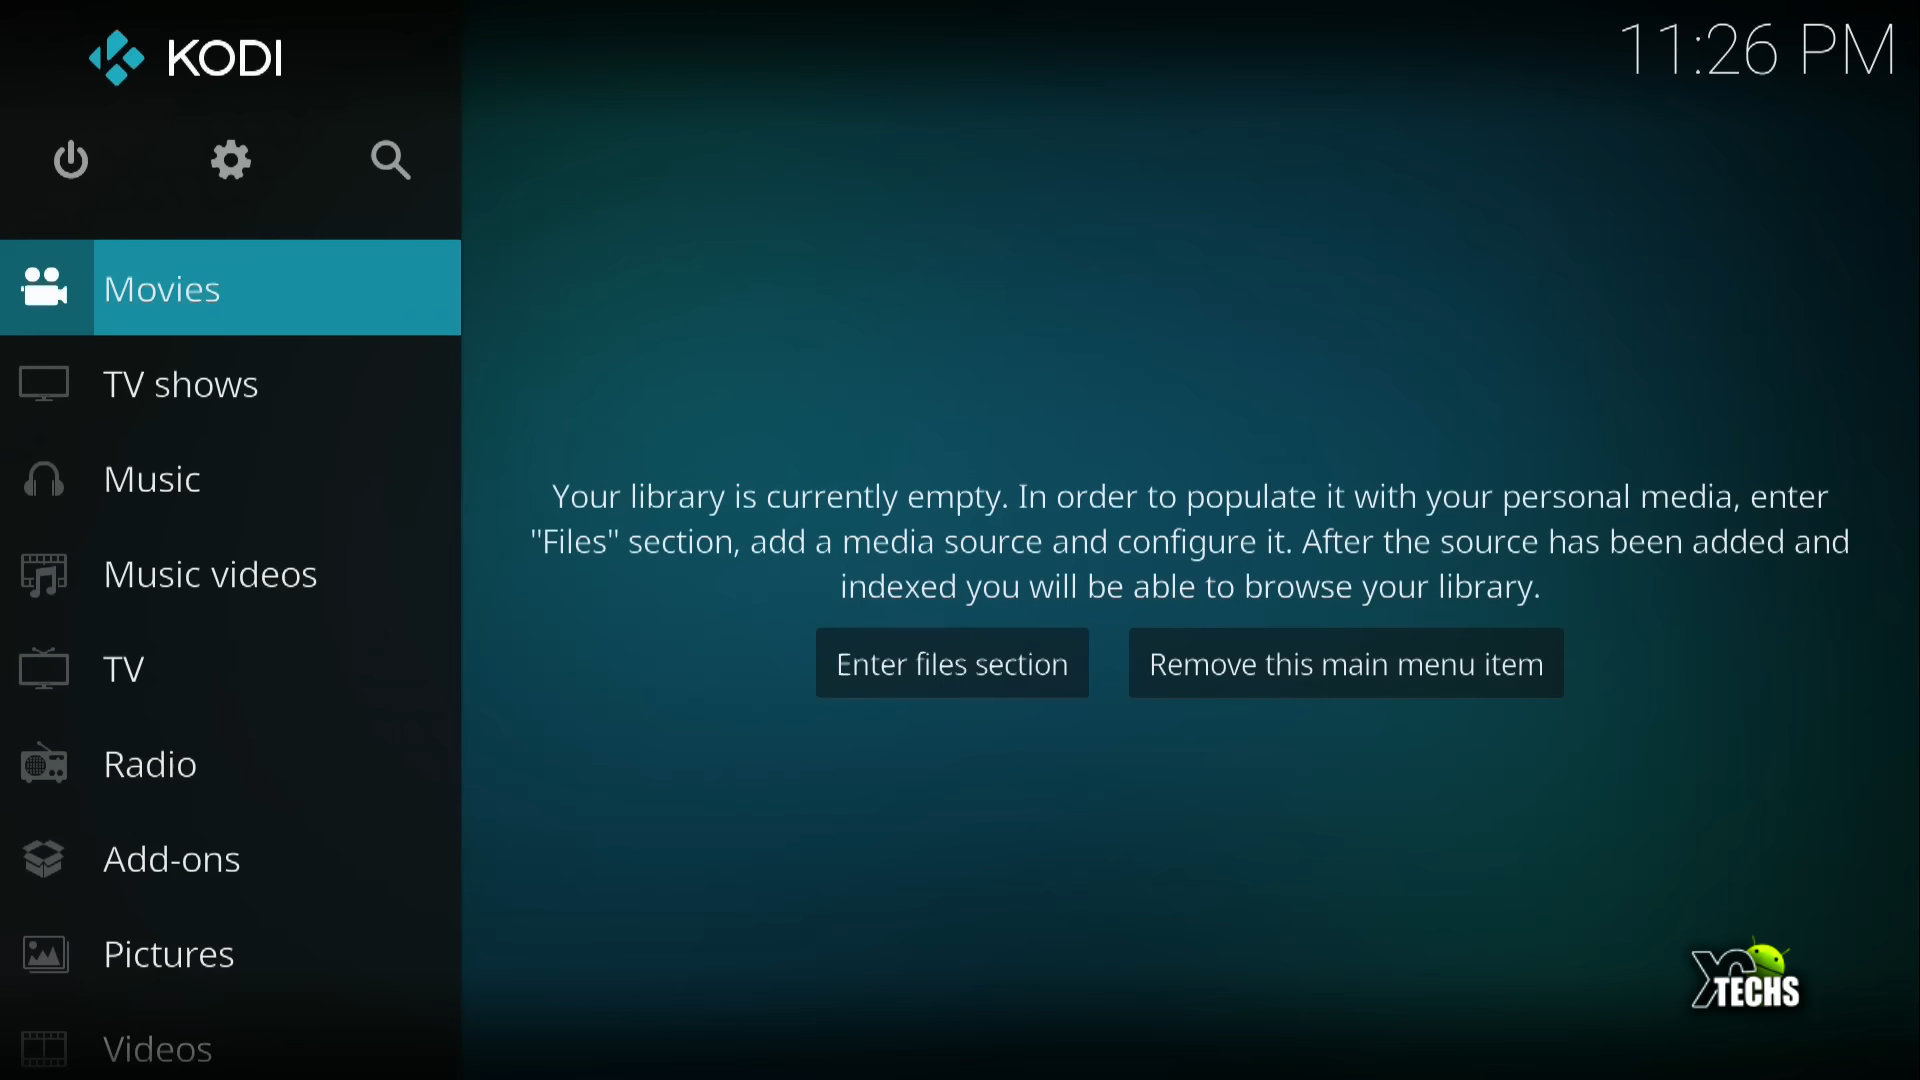 KODI
11:26 PM
Movies
TV shows
Music
Music videos
TV
Radio
Add-ons
Pictures
Videos
Your library is currently empty. In order to populate it with your personal media, enter
"Files" section, add a media source and configure it. After the source has been added and
indexed you will be able to browse your library.
Enter files section
Remove this main menu item
TECHS